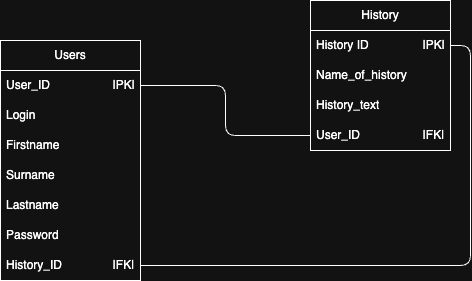 History
History ID IPKI
Name_of_history
History_text
User_ID IFKI
Users
User_ID IPKI
Login
Firstname
Surname
Lastname
Password
History_ID IFKI